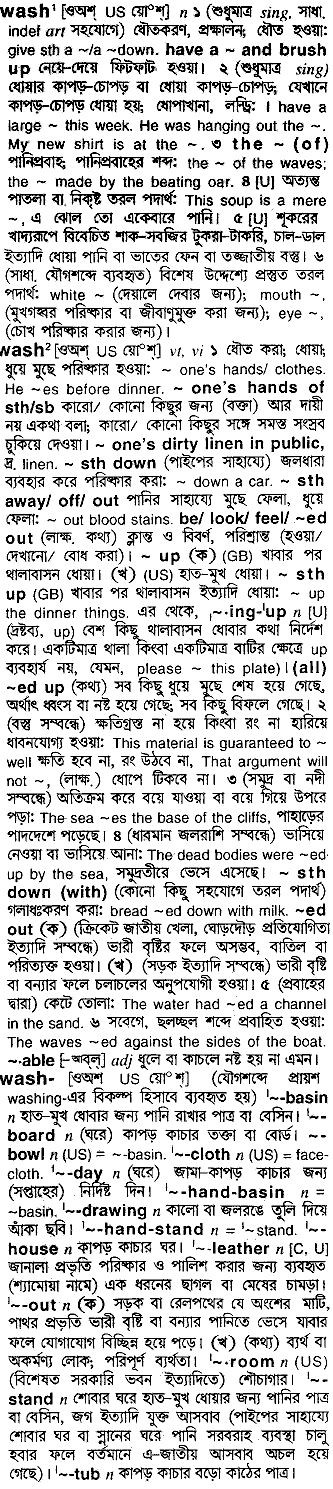 wash¹ [ওঅশ্ US য়োশ্] n ১ (শুধুমাত্র sing, সাধা.
indef art সহযোগে) ধৌতকরণ, প্রক্ষালন; ধৌত হওয়া:
give sth a ~/a ~down. have a ~ and brush
up নেয়ে-দেয়ে ফিটফাট হওয়া। ২ (শুধুমাত্র sing)
ধোয়ার কাপড়-চোপড় বা ধোয়া কাপড়-চোপড়; যেখানে
কাপড়-চোপড় ধোয়া হয়; ধোপাখানা, লন্ড্রি: I have a
large ~ this week. He was hanging out the ~.
My new shirt is at the ~. ৩ the ~ (of)
পানিপ্রবাহ; পানিপ্রবাহের শব্দ: the ~ of the waves;
the ~ made by the beating oar. ৪ [U] অত্যন্ত
পাতলা বা নিকৃষ্ট তরল পদার্থ: This soup is a mere
~, এ ঝোল তো একেবারে পানি। ৫ [U] শূকরের
খাদ্যরূপে বিবেচিত শাক-সবজির টুকরা-টাকরি, চাল-ডাল
ইত্যাদি ধোয়া পানি বা ভাতের ফেন বা তজ্জাতীয় বস্তু। ৬
(সাধা. যৌগশব্দে ব্যবহৃত) বিশেষ উদ্দেশ্যে প্রস্তুত তরল
পদার্থ: white ~ (দেয়ালে দেবার জন্য); mouth ~,
(মুখগহ্বর পরিষ্কার বা জীবাণুমুক্ত করা জন্য); eye ~,
(চোখ পরিষ্কার করার জন্য)।
wash² [ওঅশ্ US য়োশ্] vt, vi ১ ধৌত করা; ধোয়া;
ধুয়ে মুছে পরিষ্কার হওয়া: ~ one's hands/ clothes.
He ~es before dinner. ~ one's hands of
sth/sb কারো/ কোনো কিছুর জন্য (বক্তা) আর দায়ী
নয় একথা বলা; কারো/ কোনো কিছুর সঙ্গে সমস্ত সংস্রব
চুকিয়ে দেওয়া। ~ one's dirty linen in public,
দ্র. linen. ~ sth down (পাইপের সাহায্যে) জলধারা
ব্যবহার করে পরিষ্কার করা: ~ down a car. ~ sth
away/ off/ out পানির সাহায্যে মুছে ফেলা, ধুয়ে
ফেলা: ~ out blood stains. be/ look/ feel/ ~ed
out (লাক্ষ. কথ্য) ক্লান্ত ও বিবর্ণ, পরিশ্রান্ত (হওয়া/
দেখানো/ বোধ করা)। ~ up (ক) (GB) খাবার পর
থালাবাসন ধোয়া। (খ) (US) হাত-মুখ ধোয়া। ~ sth
up (GB) খাবার পর থালাবাসন ইত্যাদি ধোয়া: ~ up
the dinner things. এর থেকে, ˌ~·ing-ˈup n [U]
(দ্রষ্টব্য, up) বেশ কিছু থালাবাসন ধোবার কথা নির্দেশ
করে। একটিমাত্র থালা কিংবা একটিমাত্র বাটির ক্ষেত্রে up
ব্যবহার্য নয়, যেমন, please ~ this plate)। (all)
~ed up (কথ্য) সব কিছু ধুয়ে মুছে শেষ হয়ে গেছে,
অর্থাৎ ধ্বংস বা নষ্ট হয়ে গেছে; সব কিছু বিফলে গেছে। ২
(বস্তু সম্বন্ধে) ক্ষতিগ্রস্ত না হয়ে কিংবা রং না হারিয়ে
ধাবনযোগ্য হওয়া: This material is guaranteed to ~
well ক্ষতি হবে না, রং উঠবে না, That argument will
not ~, (লাক্ষ.) ধোপে টিকবে না। ৩ (সমুদ্র বা নদী
সম্বন্ধে) অতিক্রম করে বয়ে যাওয়া বা বয়ে গিয়ে উপরে
পড়া: The sea ~es the base of the cliffs, পাহাড়ের
পাদদেশে পড়েছে। ৪ (ধাবমান জলরাশি সম্বন্ধে) ভাসিয়ে
নেওয়া বা ভাসিয়ে আনা: The dead bodies were ~ed
up by the sea, সমুদ্রতীরে ভেসে এসেছে। ~ sth
down (with) (কোনো কিছু সহযোগে তরল পদার্থ)
গলাধঃকরণ করা: bread ~ed down with milk. ~ed
out (ক) (ক্রিকেট জাতীয় খেলা, ঘোড়দৌড় প্রতিযোগিতা
ইত্যাদি সম্বন্ধে) ভারী বৃষ্টির ফলে অসম্ভব, বাতিল বা
পরিত্যক্ত হওয়া। (খ) (সড়ক ইত্যাদি সম্বন্ধে) ভারী বৃষ্টি
বা বন্যার ফলে চলাচলের অনুপযোগী হওয়া। ৫ (প্রবাহের
দ্বারা) কেটে তোলা: The water had ~ed a channel
in the sand. ৬ সবেগে, ছলচ্ছল শব্দে প্রবাহিত হওয়া:
The waves ~ed against the sides of the boat.
~·able [–অব্‌ল্] adj ধুলে বা কাচলে নষ্ট হয় না এমন।
wash- [ওঅশ্ US য়োশ্] (যৌগশব্দে প্রায়শ
washing-এর বিকল্প হিসাবে ব্যবহৃত হয়) ˈ~-basin
n হাত-মুখ ধোবার জন্য পানি রাখার পাত্র বা বেসিন। ˈ~-
board n (ঘরে) কাপড় কাচার তক্তা বা বোর্ড। ~-
bowl n (US) = ~-basin. ˈ~-cloth n (US) = face-
cloth. ˈ~-day n (ঘরে) জামা-কাপড় কাচার জন্য
(সপ্তাহের) নির্দিষ্ট দিন। ˈ~-hand-basin n =
~basin. ˈ~-drawing n কালো বা জলরঙে তুলি দিয়ে
আঁকা ছবি। ˈ~-hand-stand n = ˈ~stand. ˈ~-
house n কাপড় কাচার ঘর। ˈ~-leather n [C, U]
জানালা প্রভৃতি পরিষ্কার ও পালিশ করার জন্য ব্যবহৃত
(শ্যামোয়া নামে) এক ধরনের ছাগল বা মেষের চামড়া।
ˈ~-out n (ক) সড়ক বা রেলপথের যে অংশের মাটি,
পাথর প্রভৃতি ভারী বৃষ্টি বা বন্যার পানিতে ভেসে যাবার
ফলে যোগাযোগ বিচ্ছিন্ন হয়ে পড়ে। (খ) (কথ্য) ব্যর্থ বা
অকর্মণ্য লোক; পরিপূর্ণ ব্যর্থতা। ˈ~-room n (US)
(বিশেষত সরকারি ভবন ইত্যাদিতে) শৌচাগার। ˈ~-
stand n শোবার ঘরে হাত-মুখ ধোয়ার জন্য পানির পাত্র
বা বেসিন, জগ ইত্যাদি যুক্ত আসবাব (পাইপের সাহায্যে
শোবার ঘর বা স্নানের ঘরে পানি সরবরাহ ব্যবস্থা চালু
হবার ফলে বর্তমানে এ-জাতীয় আসবাব অচল হয়ে
গেছে)। ˈ~-tub n কাপড় কাচার বড়ো কাঠের পাত্র।